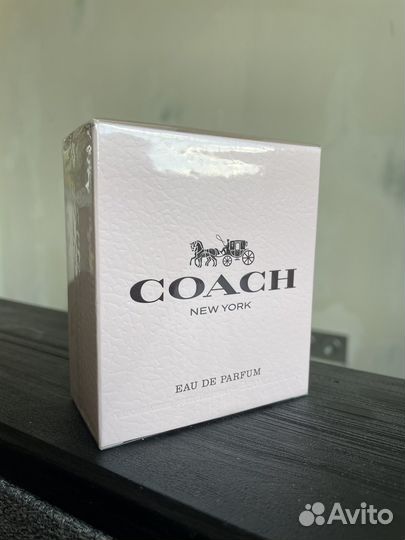 COACH
NEW YORK
EAU DE PARFUM
Avito